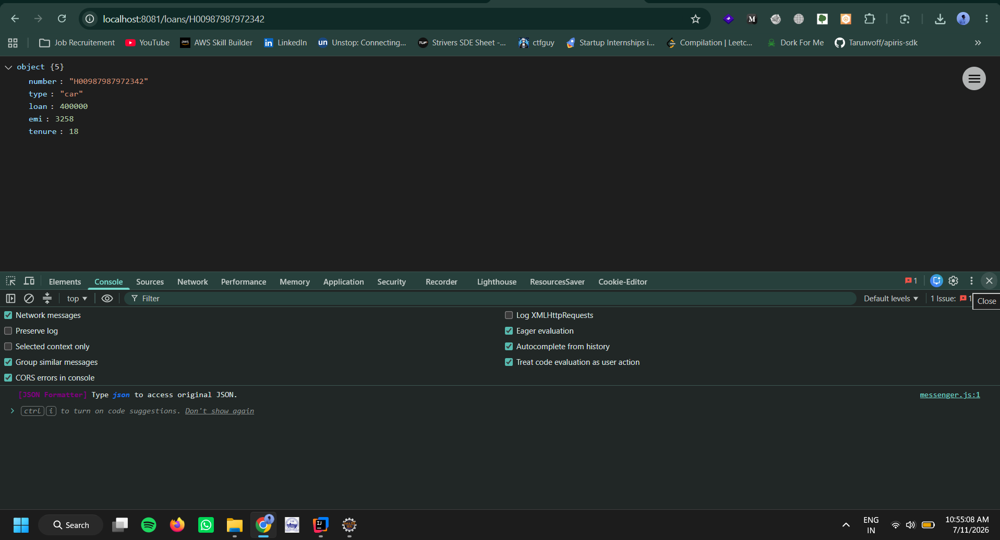 localhost:8081/loans/H00987987972342
Job Recruitement
YouTube
aws
AWS Skill Builder
in
LinkedIn
un
Unstop: Connecting...
TUF
Strivers SDE Sheet -...
ctfguy
Startup Internships i...
Compilation | Leetc...
Dork For Me
Tarunvoff/apiris-sdk
M
object {5}
number : "H00987987972342"
type : "car"
loan : 400000
emi : 3258
tenure : 18
Elements
Console
Sources
Network
Performance
Memory
Application
Security
Recorder
Lighthouse
ResourcesSaver
Cookie-Editor
1
top
Filter
Default levels
1 Issue:
1
Close
Network messages
Log XMLHttpRequests
Preserve log
Eager evaluation
Selected context only
Autocomplete from history
Group similar messages
Treat code evaluation as user action
CORS errors in console
[JSON Formatter] Type json to access original JSON.
messenger.js:1
ctrl i to turn on code suggestions. Don't show again
Search
IJ
ENG
IN
10:55:08 AM
7/11/2026